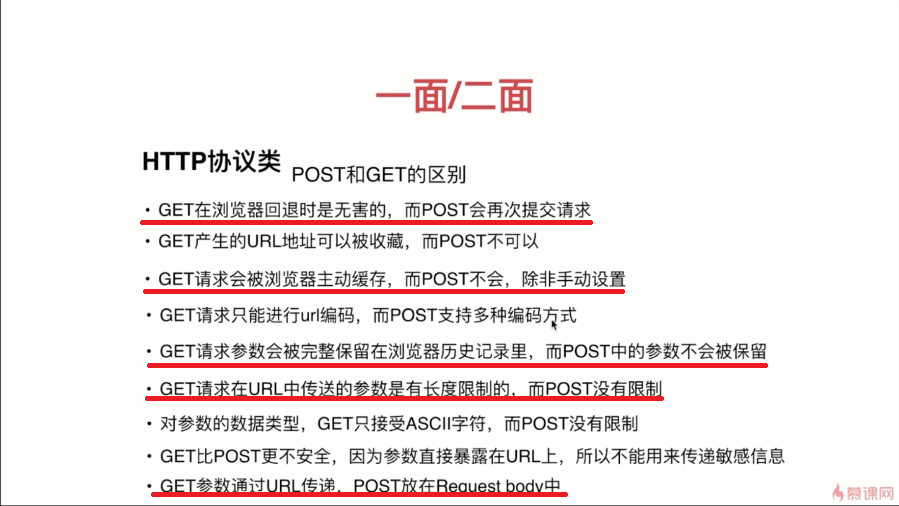 一面/二面
HTTP协议类
POST和GET的区别
· GET在浏览器回退时是无害的，而POST会再次提交请求
· GET产生的URL地址可以被收藏，而POST不可以
· GET请求会被浏览器主动缓存，而POST不会，除非手动设置
· GET请求只能进行url编码，而POST支持多种编码方式
· GET请求参数会被完整保留在浏览器历史记录里，而POST中的参数不会被保留
· GET请求在URL中传送的参数是有长度限制的，而POST没有限制
· 对参数的数据类型，GET只接受ASCII字符，而POST没有限制
· GET比POST更不安全，因为参数直接暴露在URL上，所以不能用来传递敏感信息
· GET参数通过URL传递，POST放在Request body中
慕课网